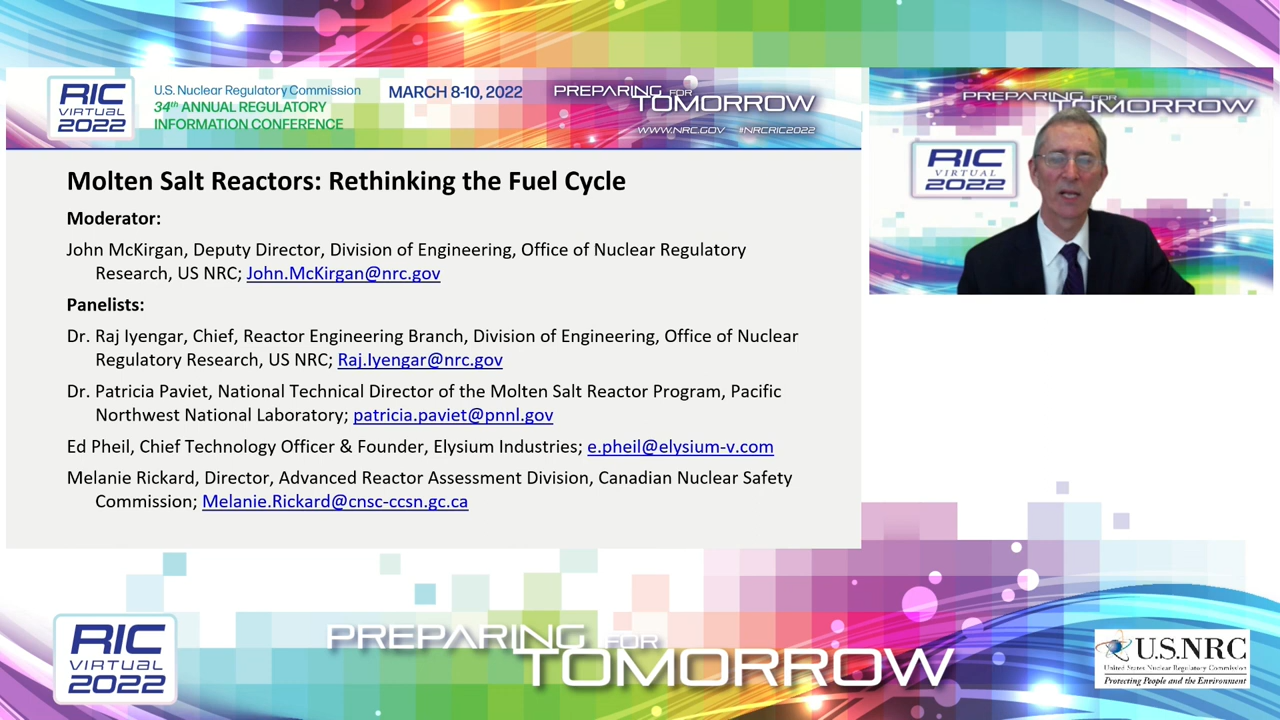 RIC
VIRTUAL
2022
U.S. Nuclear Regulatory Commission
34th ANNUAL REGULATORY
INFORMATION CONFERENCE
MARCH 8-10, 2022
PREPARING FOR
TOMORROW
WWW.NRC.GOV #NRCRIC2022
Molten Salt Reactors: Rethinking the Fuel Cycle
Moderator:
John McKirgan, Deputy Director, Division of Engineering, Office of Nuclear Regulatory
Research, US NRC; John.McKirgan@nrc.gov
Panelists:
Dr. Raj Iyengar, Chief, Reactor Engineering Branch, Division of Engineering, Office of Nuclear
Regulatory Research, US NRC; Raj.Iyengar@nrc.gov
Dr. Patricia Paviet, National Technical Director of the Molten Salt Reactor Program, Pacific
Northwest National Laboratory; patricia.paviet@pnnl.gov
Ed Pheil, Chief Technology Officer & Founder, Elysium Industries; e.pheil@elysium-v.com
Melanie Rickard, Director, Advanced Reactor Assessment Division, Canadian Nuclear Safety
Commission; Melanie.Rickard@cnsc-ccsn.gc.ca
PREPARING FOR
TOMORROW
RIC
VIRTUAL
2022
RIC
VIRTUAL
2022
PREPARING FOR
TOMORROW
U.S.NRC
United States Nuclear Regulatory Commission
Protecting People and the Environment